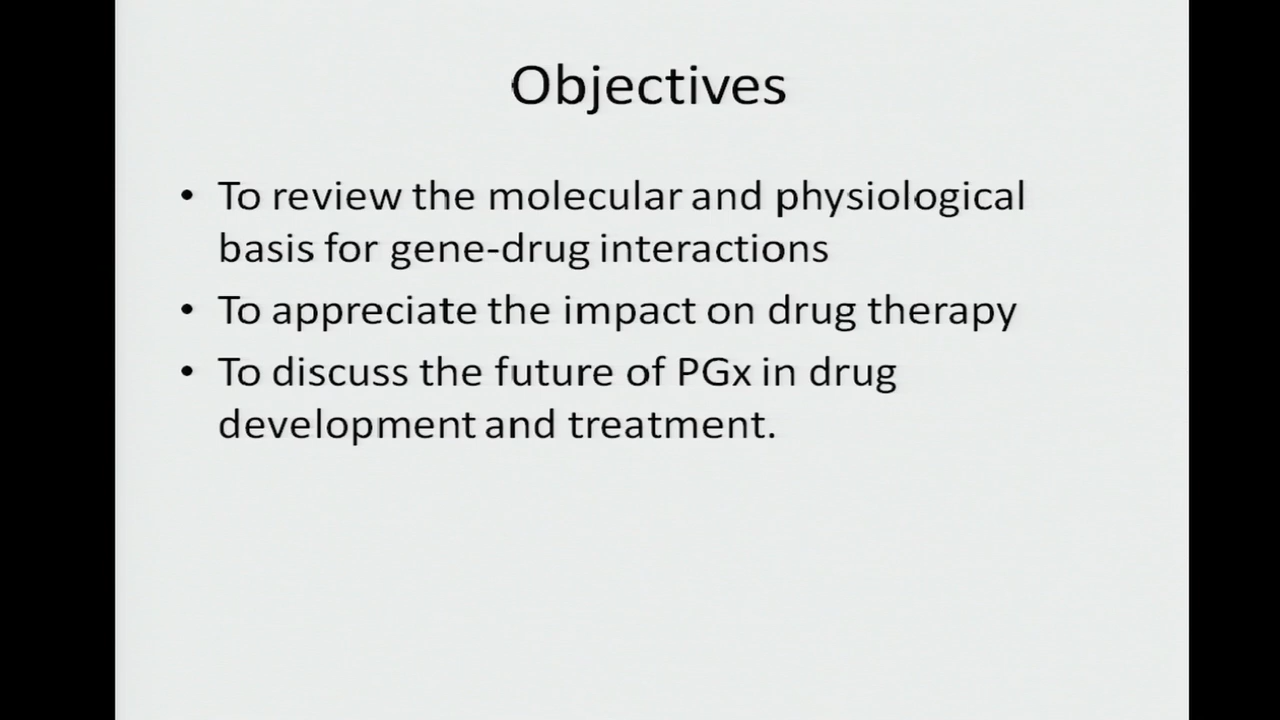 Objectives
• To review the molecular and physiological
basis for gene-drug interactions
• To appreciate the impact on drug therapy
• To discuss the future of PGx in drug
development and treatment.